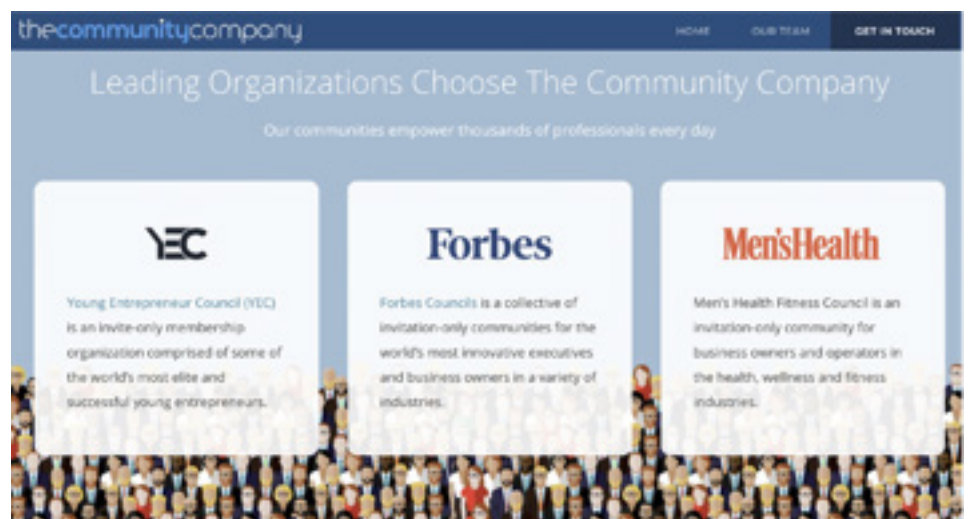 thecommunitycompany
HOME OUR TEAM GET IN TOUCH
Leading Organizations Choose The Community Company
Our communities empower thousands of professionals every day
YEC
Young Entrepreneur Council (YEC)
is an invite-only membership
organization comprised of some of
the world's most elite and
successful young entrepreneurs.
Forbes
Forbes Councils is a collective of
invitation-only communities for the
world's most innovative executives
and business owners in a variety of
industries.
Men'sHealth
Men's Health Fitness Council is an
invitation-only community for
business owners and operators in
the health, wellness and fitness
industries.